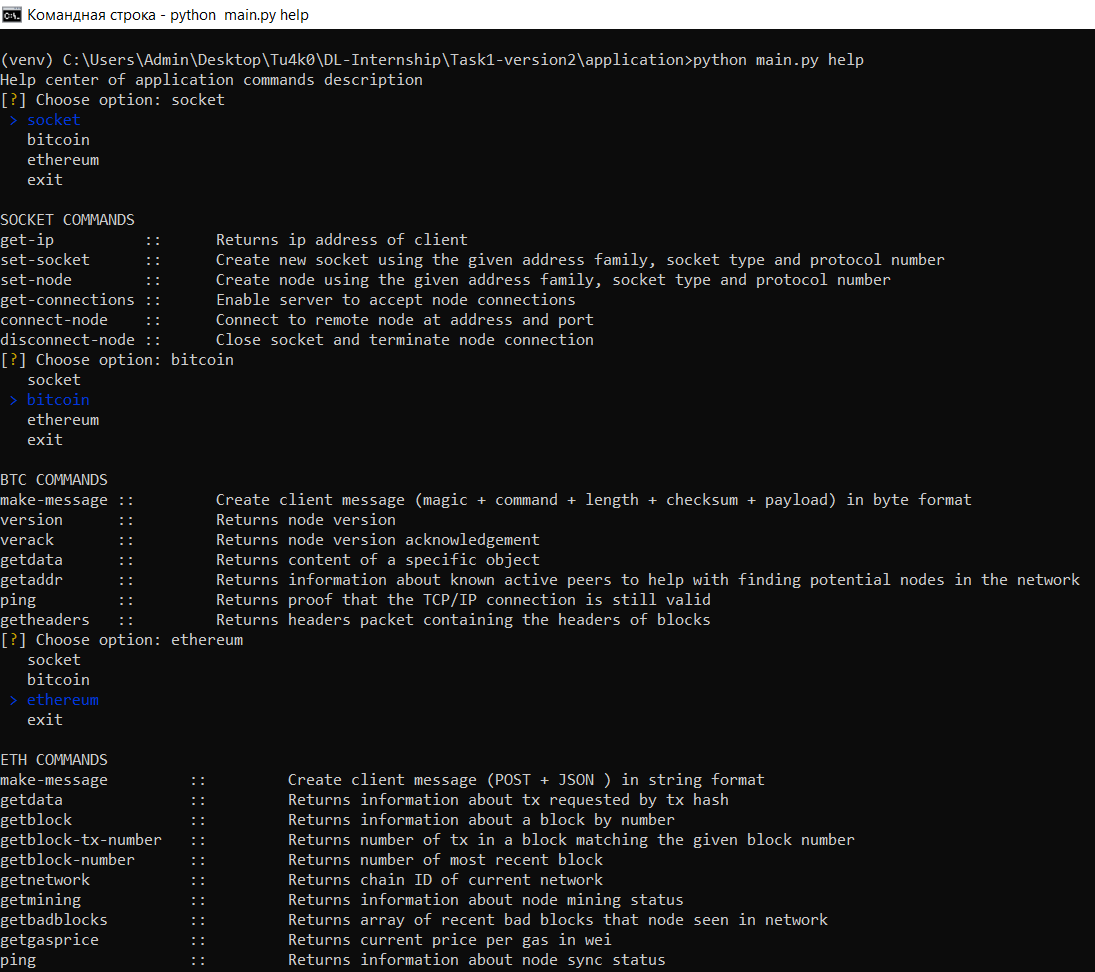 Командная строка - python  main.py help
(venv) C:\Users\Admin\Desktop\Tu4k0\DL-Internship\Task1-version2\application>python main.py help
Help center of application commands description
[?] Choose option: socket
 > socket
   bitcoin
   ethereum
   exit
SOCKET COMMANDS
get-ip          ::      Returns ip address of client
set-socket      ::      Create new socket using the given address family, socket type and protocol number
set-node        ::      Create node using the given address family, socket type and protocol number
get-connections ::      Enable server to accept node connections
connect-node    ::      Connect to remote node at address and port
disconnect-node ::      Close socket and terminate node connection
[?] Choose option: bitcoin
   socket
 > bitcoin
   ethereum
   exit
BTC COMMANDS
make-message ::         Create client message (magic + command + length + checksum + payload) in byte format
version      ::         Returns node version
verack       ::         Returns node version acknowledgement
getdata      ::         Returns content of a specific object
getaddr      ::         Returns information about known active peers to help with finding potential nodes in the network
ping         ::         Returns proof that the TCP/IP connection is still valid
getheaders   ::         Returns headers packet containing the headers of blocks
[?] Choose option: ethereum
   socket
   bitcoin
 > ethereum
   exit
ETH COMMANDS
make-message         ::         Create client message (POST + JSON ) in string format
getdata              ::         Returns information about tx requested by tx hash
getblock             ::         Returns information about a block by number
getblock-tx-number   ::         Returns number of tx in a block matching the given block number
getblock-number      ::         Returns number of most recent block
getnetwork           ::         Returns chain ID of current network
getmining            ::         Returns information about node mining status
getbadblocks         ::         Returns array of recent bad blocks that node seen in network
getgasprice          ::         Returns current price per gas in wei
ping                 ::         Returns information about node sync status